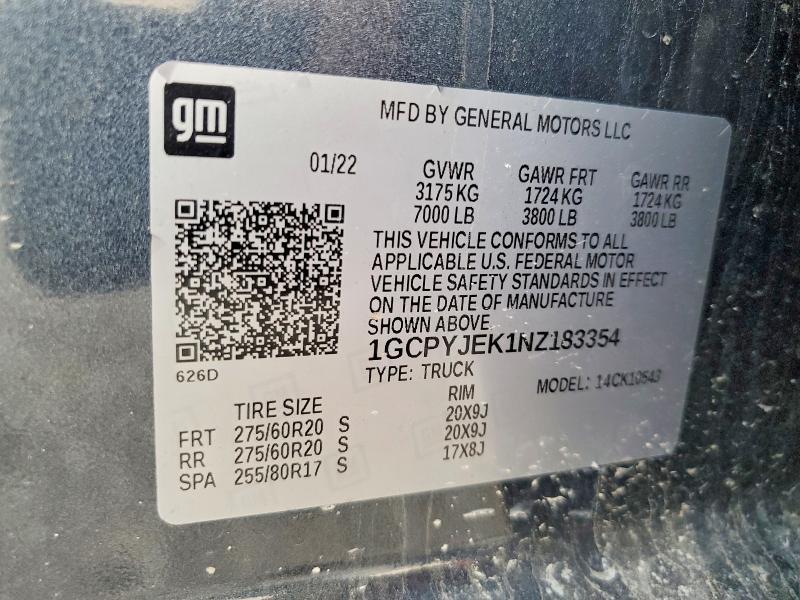 gm
MFD BY GENERAL MOTORS LLC
01/22 GVWR GAWR FRT GAWR RR
3175 KG 1724 KG 1724 KG
7000 LB 3800 LB 3800 LB
THIS VEHICLE CONFORMS TO ALL
APPLICABLE U.S. FEDERAL MOTOR
VEHICLE SAFETY STANDARDS IN EFFECT
ON THE DATE OF MANUFACTURE
SHOWN ABOVE
1GCPYJEK1NZ183354
626D
TYPE: TRUCK MODEL: 14CK10543
TIRE SIZE RIM
FRT 275/60R20 S 20X9J
RR 275/60R20 S 20X9J
SPA 255/80R17 S 17X8J